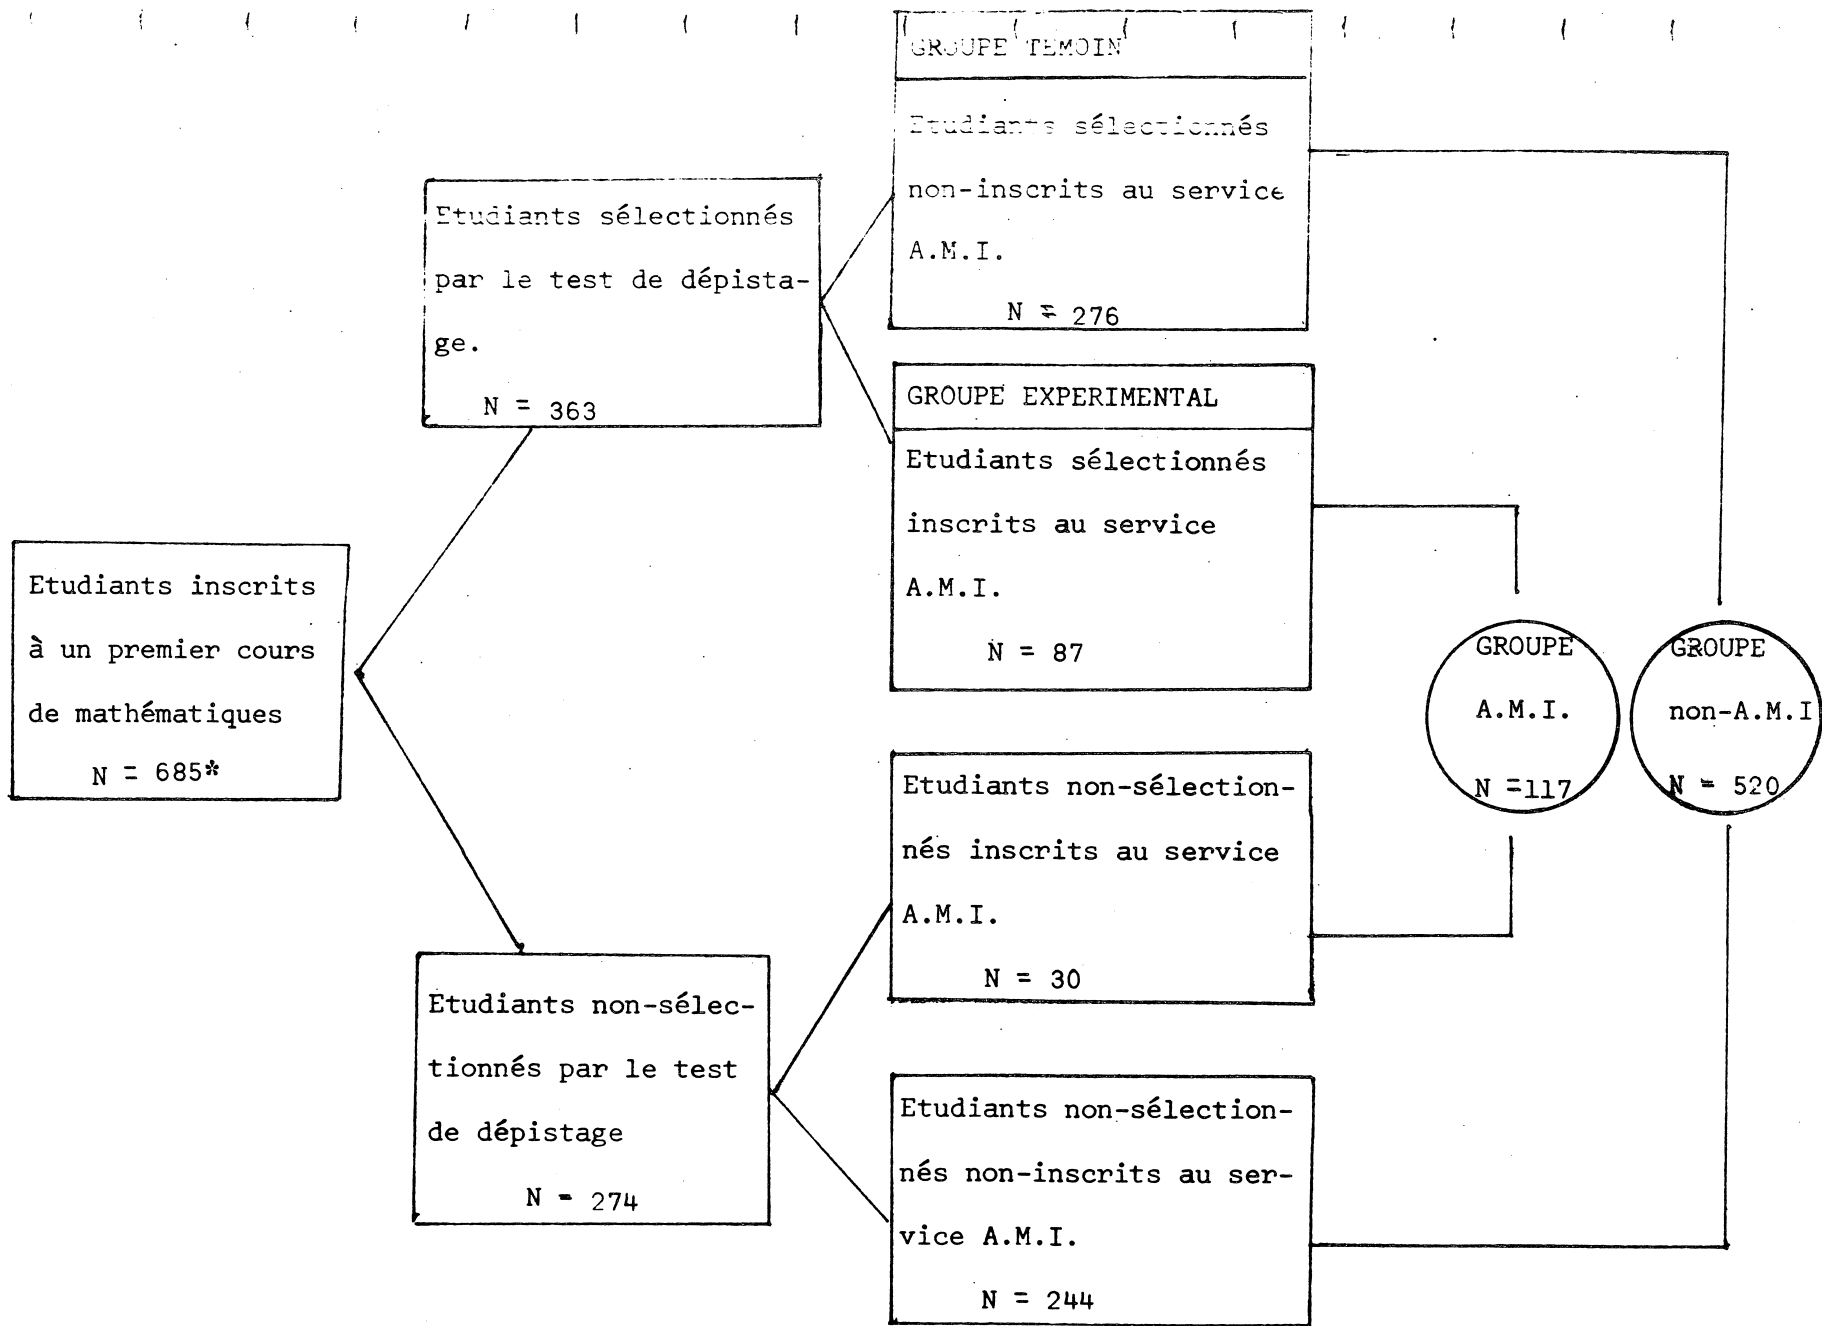 GROUPE TEMOIN
Etudiants sélectionnés
non-inscrits au service
A.M.I.
N = 276
Etudiants sélectionnés
par le test de dépista-
ge.
N = 363
GROUPE EXPERIMENTAL
Etudiants sélectionnés
inscrits au service
A.M.I.
N = 87
Etudiants inscrits
à un premier cours
de mathématiques
N = 685*
GROUPE
A.M.I.
N =117
GROUPE
non-A.M.I
N = 520
Etudiants non-sélection-
nés inscrits au service
A.M.I.
N = 30
Etudiants non-sélec-
tionnés par le test
de dépistage
N = 274
Etudiants non-sélection-
nés non-inscrits au ser-
vice A.M.I.
N = 244